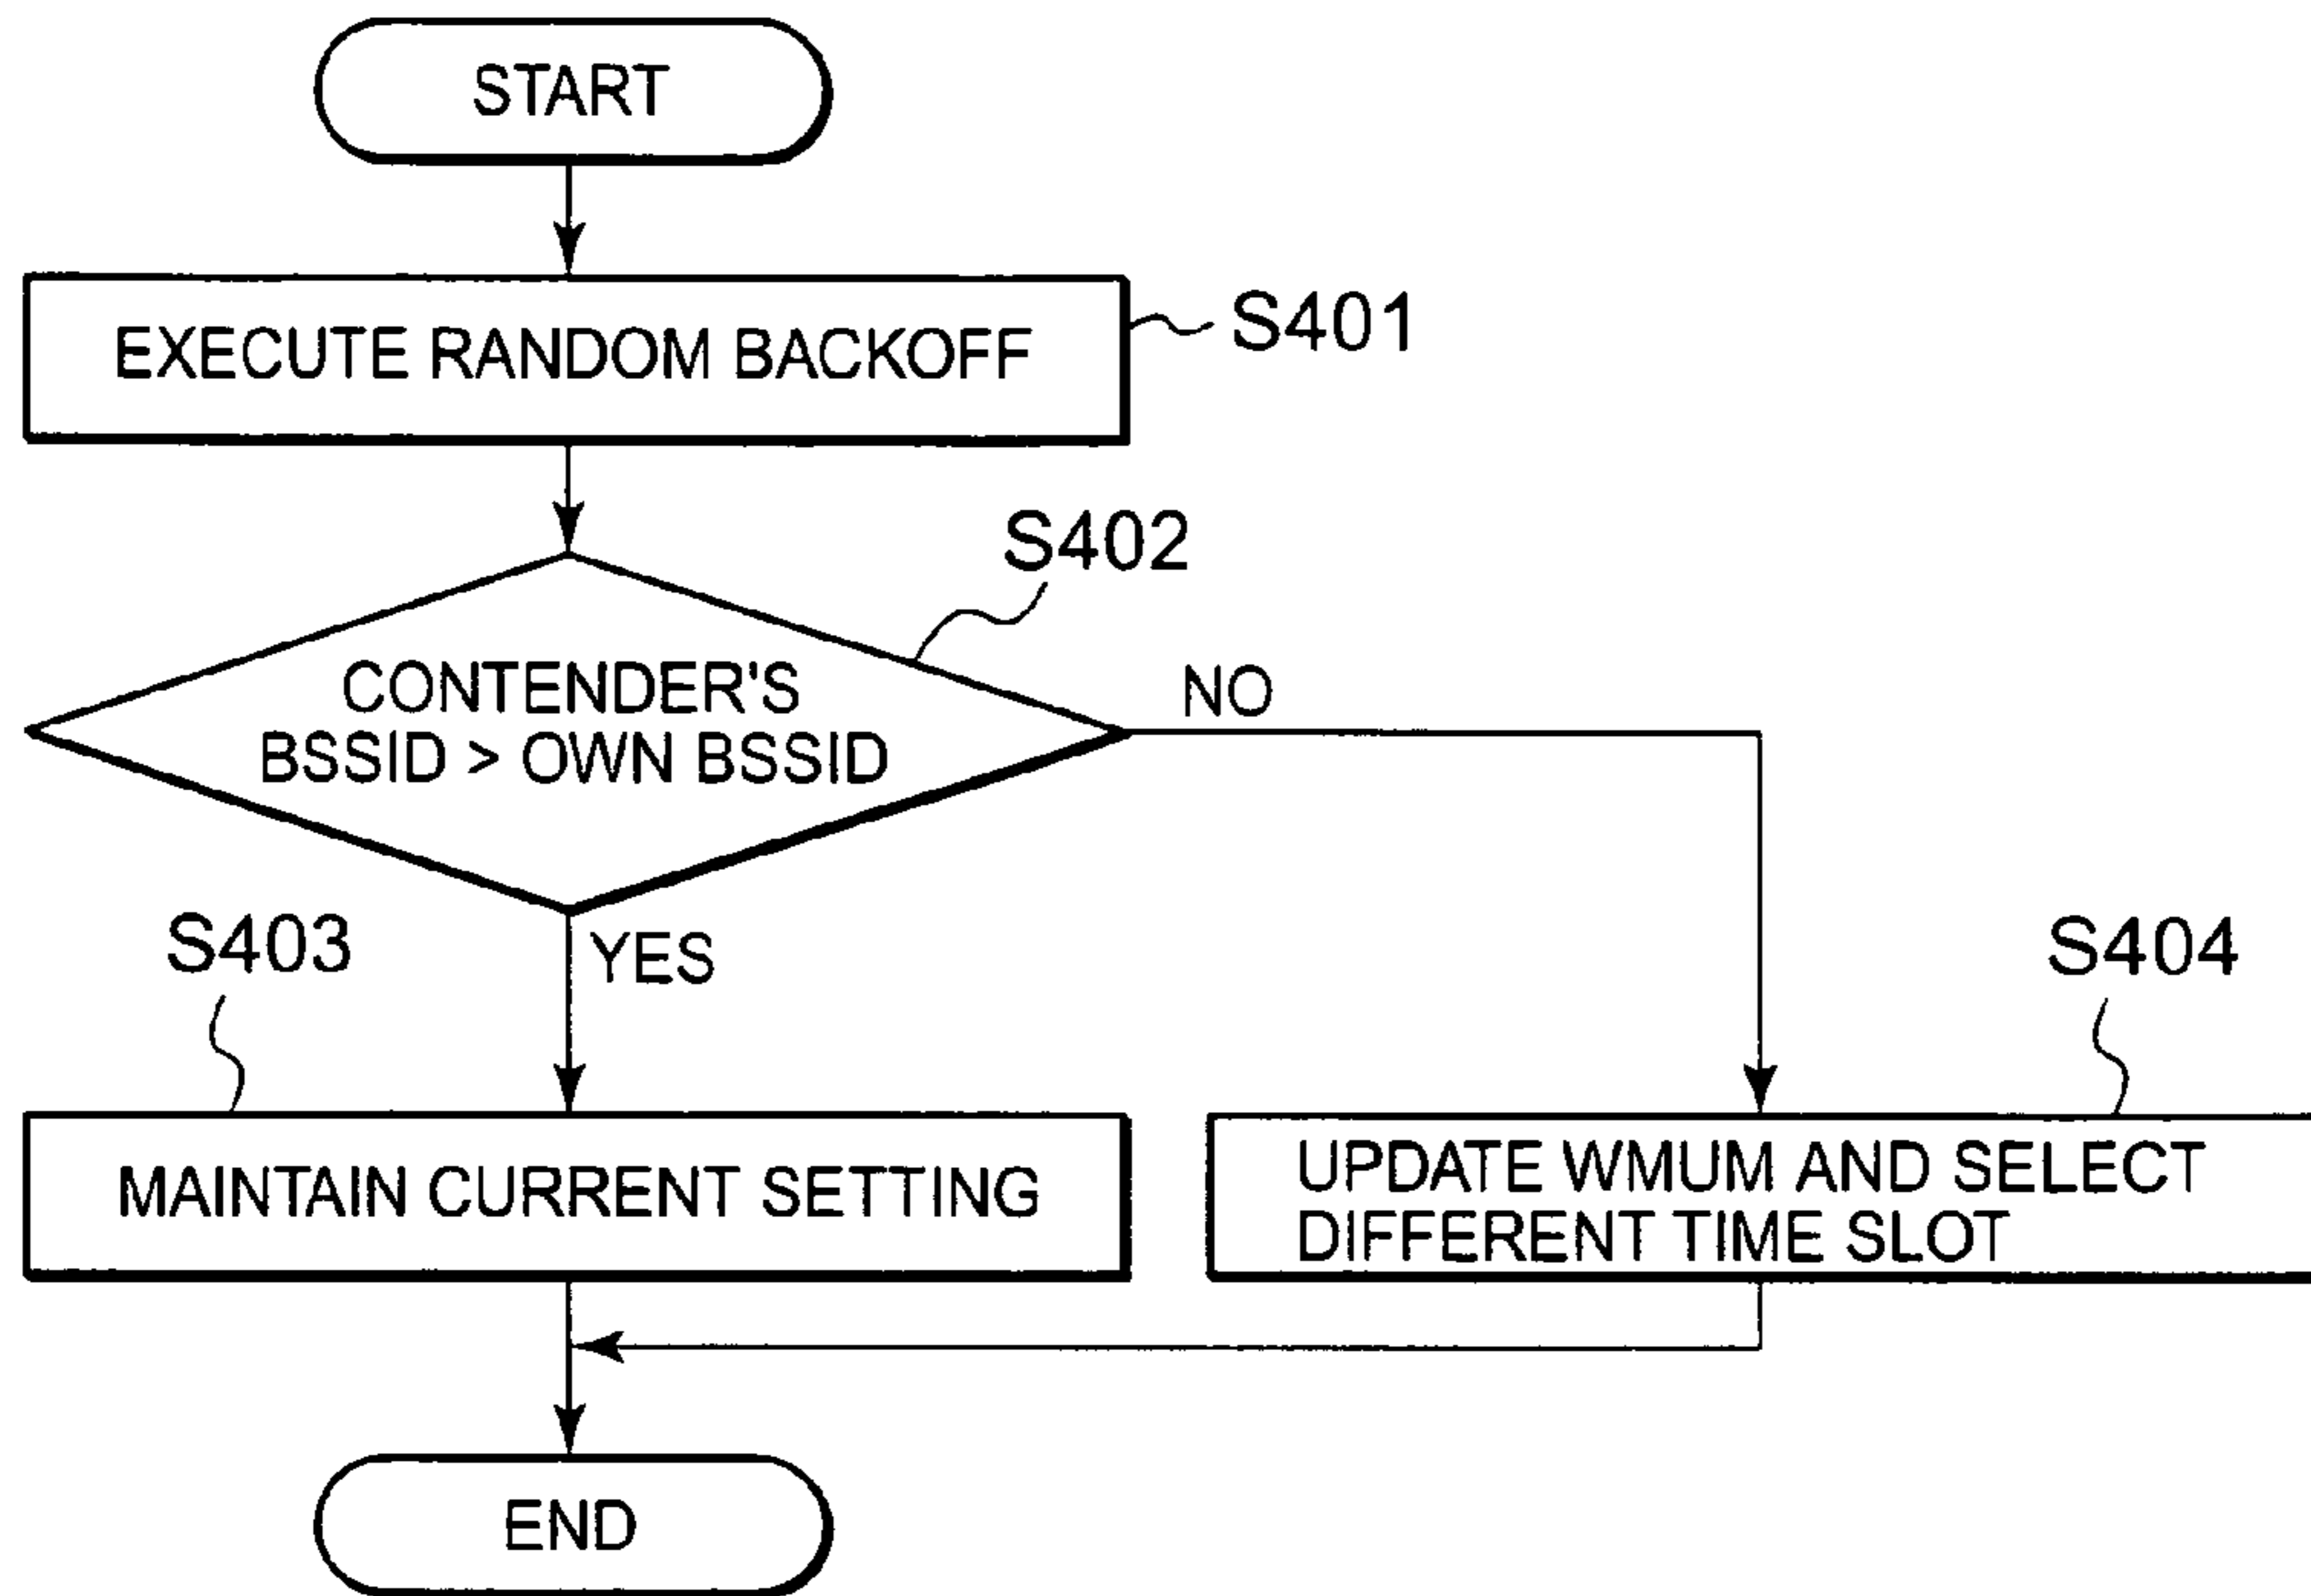 START
EXECUTE RANDOM BACKOFF
S401
S402
CONTENDER'S
BSSID > OWN BSSID
NO
YES
S403
S404
MAINTAIN CURRENT SETTING
UPDATE WMUM AND SELECT
DIFFERENT TIME SLOT
END